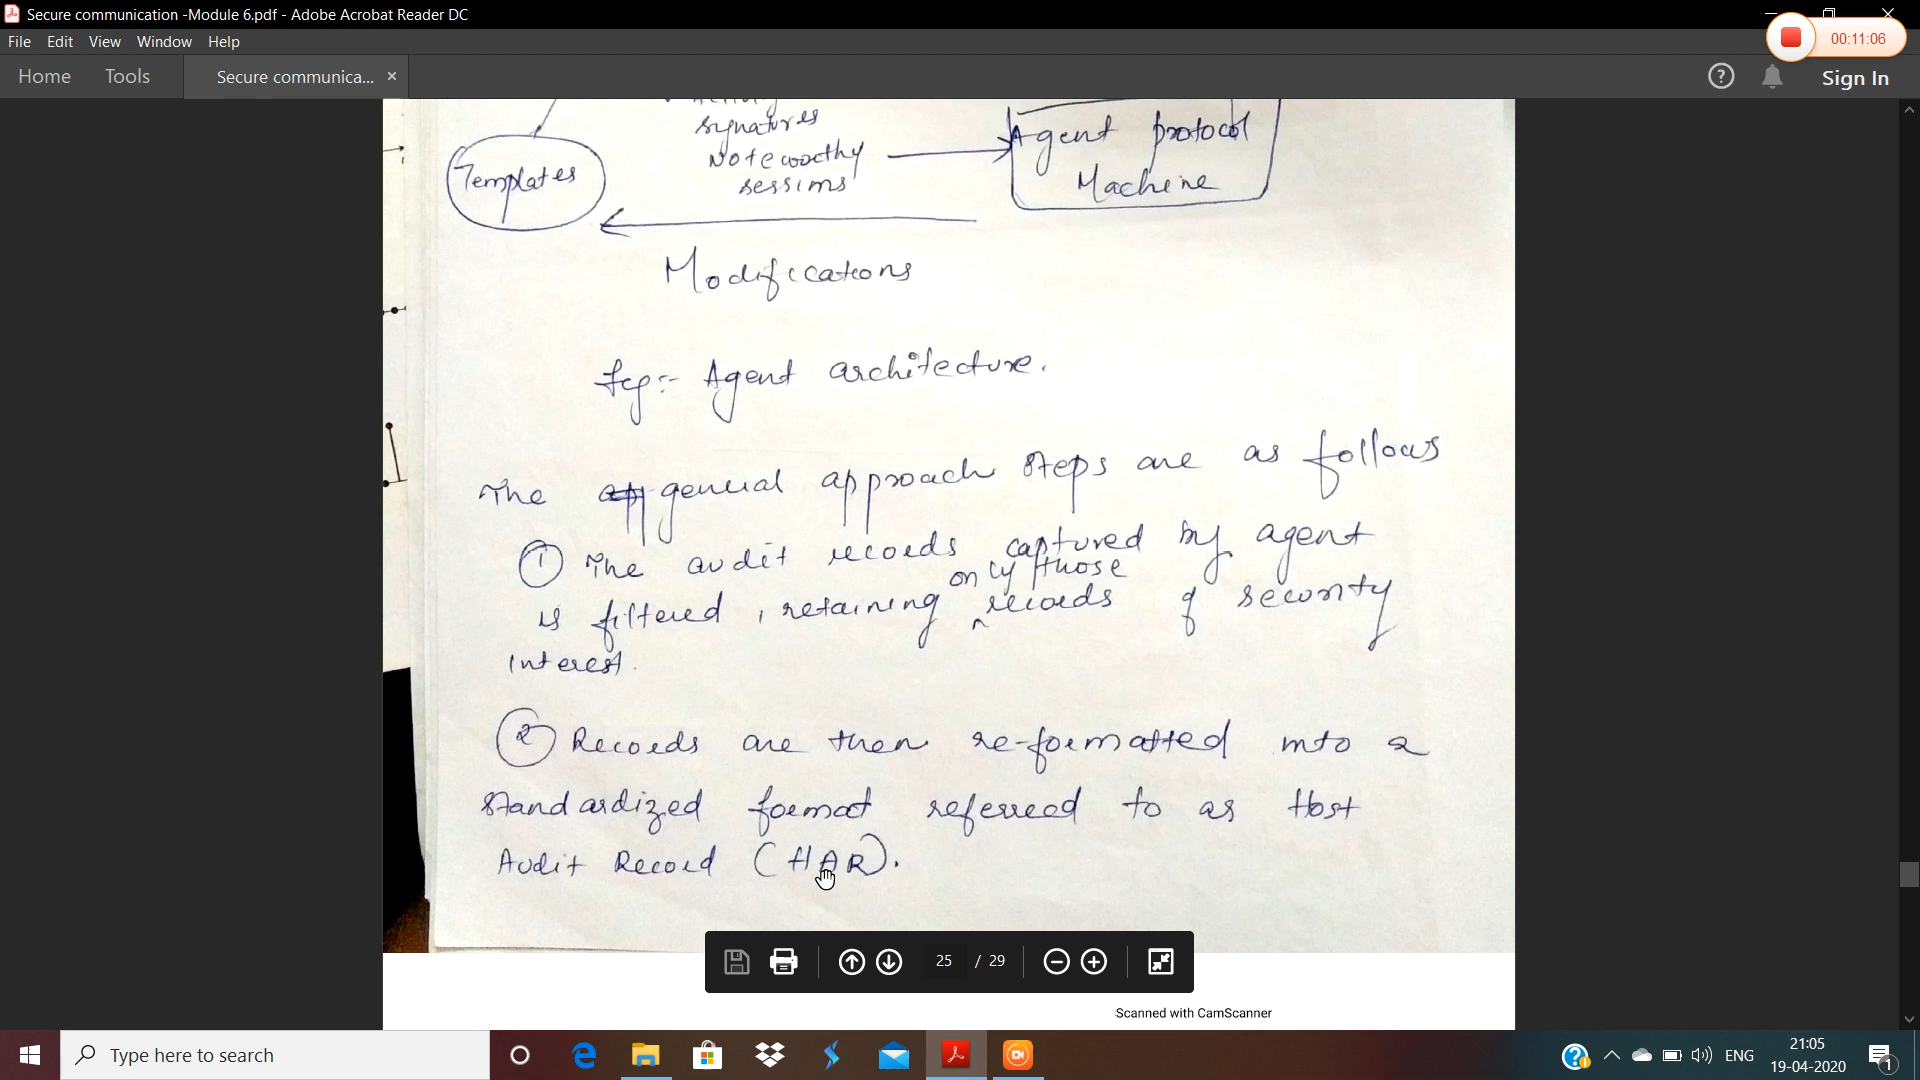 Secure communication -Module 6.pdf - Adobe Acrobat Reader DC
00:11:06
File Edit View Window Help
Home Tools Secure communica... ×
? Sign In
signatures
Noteworthy
sessions
Templates
Agent protocol
Machine
Modifications
fig:- Agent architecture.
The general approach steps are as follows
① The audit records captured by agent
only those
is filtered, retaining ^ records of security
interest.
② Records are then re-formatted into a
standardized format referred to as Host
Audit Record (HAR).
25 / 29
Scanned with CamScanner
Type here to search
ENG
21:05
19-04-2020
1